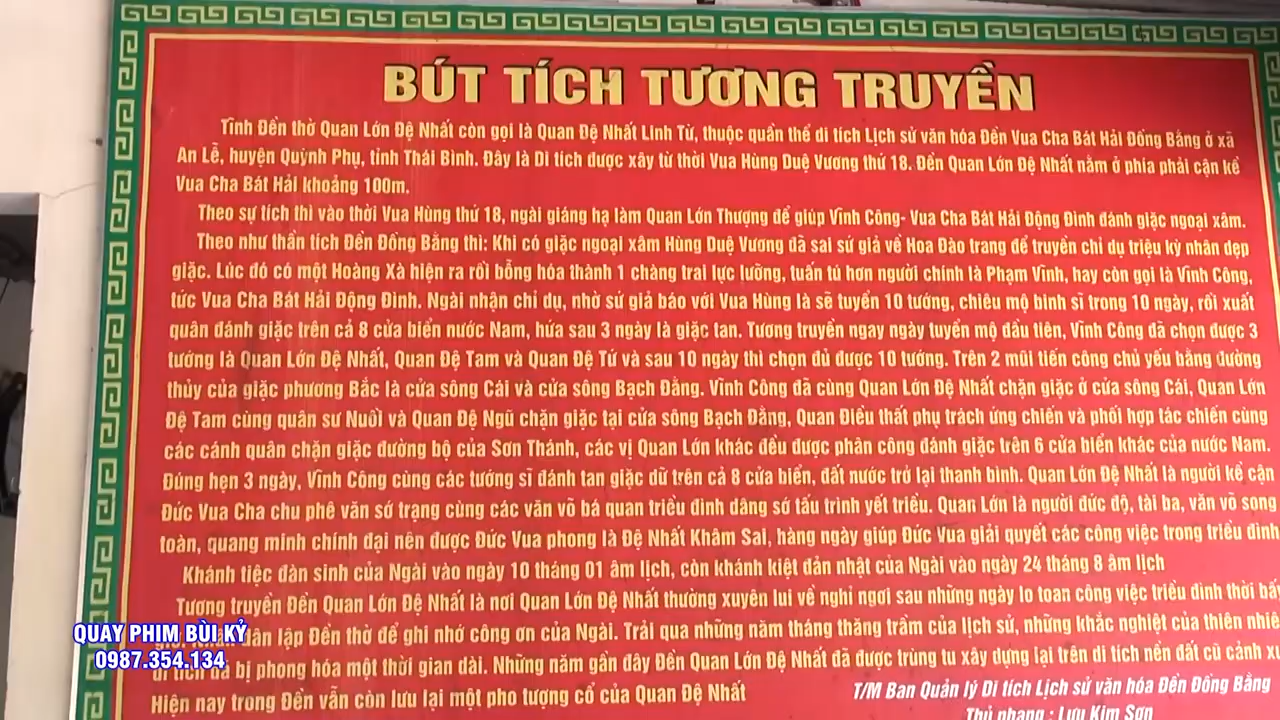 BÚT TÍCH TƯƠNG TRUYỀN
Tĩnh Đền thờ Quan Lớn Đệ Nhất còn gọi là Quan Đệ Nhất Linh Từ, thuộc quần thể di tích Lịch sử văn hóa Đền Vua Cha Bát Hải Đồng Bằng ở xã
An Lễ, huyện Quỳnh Phụ, tỉnh Thái Bình. Đây là Di tích được xây từ thời Vua Hùng Duệ Vương thứ 18. Đền Quan Lớn Đệ Nhất nằm ở phía phải cận kề
Vua Cha Bát Hải khoảng 100m.
Theo sự tích thì vào thời Vua Hùng thứ 18, ngài giáng hạ làm Quan Lớn Thượng để giúp Vĩnh Công- Vua Cha Bát Hải Động Đình đánh giặc ngoại xâm.
Theo như thần tích Đền Đồng Bằng thì: Khi có giặc ngoại xâm Hùng Duệ Vương đã sai sứ giả về Hoa Đào trang để truyền chỉ dụ triệu kỳ nhân dẹp
giặc. Lúc đó có một Hoàng Xà hiện ra rồi bỗng hóa thành 1 chàng trai lực lưỡng, tuấn tú hơn người chính là Phạm Vĩnh, hay còn gọi là Vĩnh Công,
tức Vua Cha Bát Hải Động Đình. Ngài nhận chỉ dụ, nhờ sứ giả báo với Vua Hùng là sẽ tuyển 10 tướng, chiêu mộ binh sĩ trong 10 ngày, rồi xuất
quân đánh giặc trên cả 8 cửa biển nước Nam, hứa sau 3 ngày là giặc tan. Tương truyền ngay ngày tuyển mộ đầu tiên, Vĩnh Công đã chọn được 3
tướng là Quan Lớn Đệ Nhất, Quan Đệ Tam và Quan Đệ Tứ và sau 10 ngày thì chọn đủ được 10 tướng. Trên 2 mũi tiến công chủ yếu bằng đường
thủy của giặc phương Bắc là cửa sông Cái và cửa sông Bạch Đằng. Vĩnh Công đã cùng Quan Lớn Đệ Nhất chặn giặc ở cửa sông Cái, Quan Lớn
Đệ Tam cùng quân sư Nuôi và Quan Đệ Ngũ chặn giặc tại cửa sông Bạch Đằng, Quan Điều thất phụ trách ứng chiến và phối hợp tác chiến cùng
các cánh quân chặn giặc đường bộ của Sơn Thánh, các vị Quan Lớn khác đều được phân công đánh giặc trên 6 cửa biển khác của nước Nam.
Đúng hẹn 3 ngày, Vĩnh Công cùng các tướng sĩ đánh tan giặc dữ trên cả 8 cửa biển, đất nước trở lại thanh bình. Quan Lớn Đệ Nhất là người kề cận
Đức Vua Cha chu phê văn sớ trạng cùng các văn võ bá quan triều đình dâng sớ tấu trình yết triều. Quan Lớn là người đức độ, tài ba, văn võ song
toàn, quang minh chính đại nên được Đức Vua phong là Đệ Nhất Khâm Sai, hàng ngày giúp Đức Vua giải quyết các công việc trong triều đình
Khánh tiệc đàn sinh của Ngài vào ngày 10 tháng 01 âm lịch, còn khánh kiệt đản nhật của Ngài vào ngày 24 tháng 8 âm lịch
Tương truyền Đền Quan Lớn Đệ Nhất là nơi Quan Lớn Đệ Nhất thường xuyên lui về nghỉ ngơi sau những ngày lo toan công việc triều đình thời bấy
lập Đền thờ để ghi nhớ công ơn của Ngài. Trải qua những năm tháng thăng trầm của lịch sử, những khắc nghiệt của thiên nhiê
bị phong hóa một thời gian dài. Những năm gần đây Đền Quan Lớn Đệ Nhất đã được trùng tu xây dựng lại trên di tích nền đất cũ cảnh xu
Hiện nay trong Đền vẫn còn lưu lại một pho tượng cổ của Quan Đệ Nhất
T/M Ban Quản lý Di tích Lịch sử văn hóa Đền Đồng Bằng
Thủ nhang : Lưu Kim Sơn
QUAY PHIM BÙI KỶ
0987.354.134